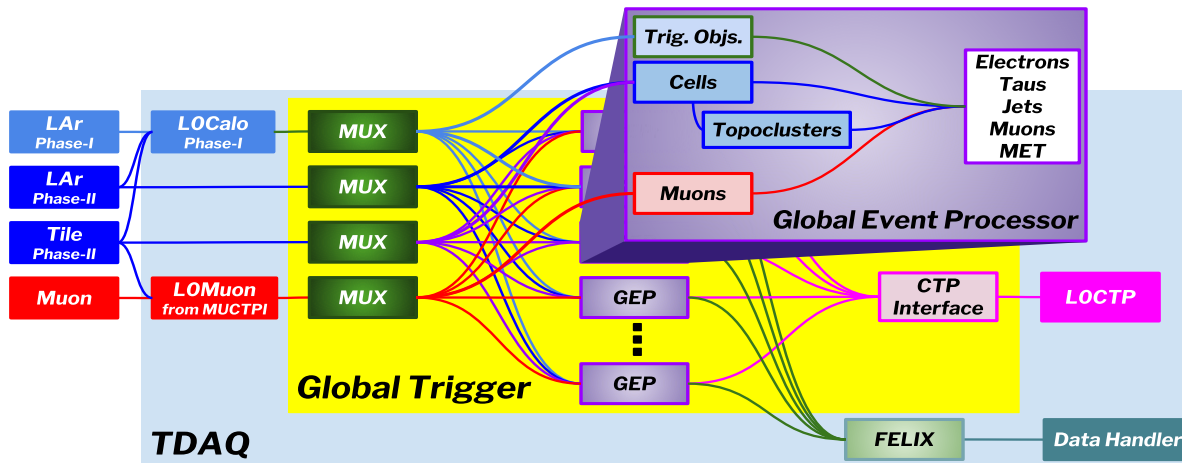 Trig. Objs.
Cells
Topoclusters
Muons
Electrons
Taus
Jets
Muons
MET
Global Event Processor
LAr
Phase-I
L0Calo
Phase-I
MUX
LAr
Phase-II
MUX
Tile
Phase-II
MUX
Muon
L0Muon
from MUCTPI
MUX
GEP
CTP
Interface
L0CTP
GEP
Global Trigger
TDAQ
FELIX
Data Handler